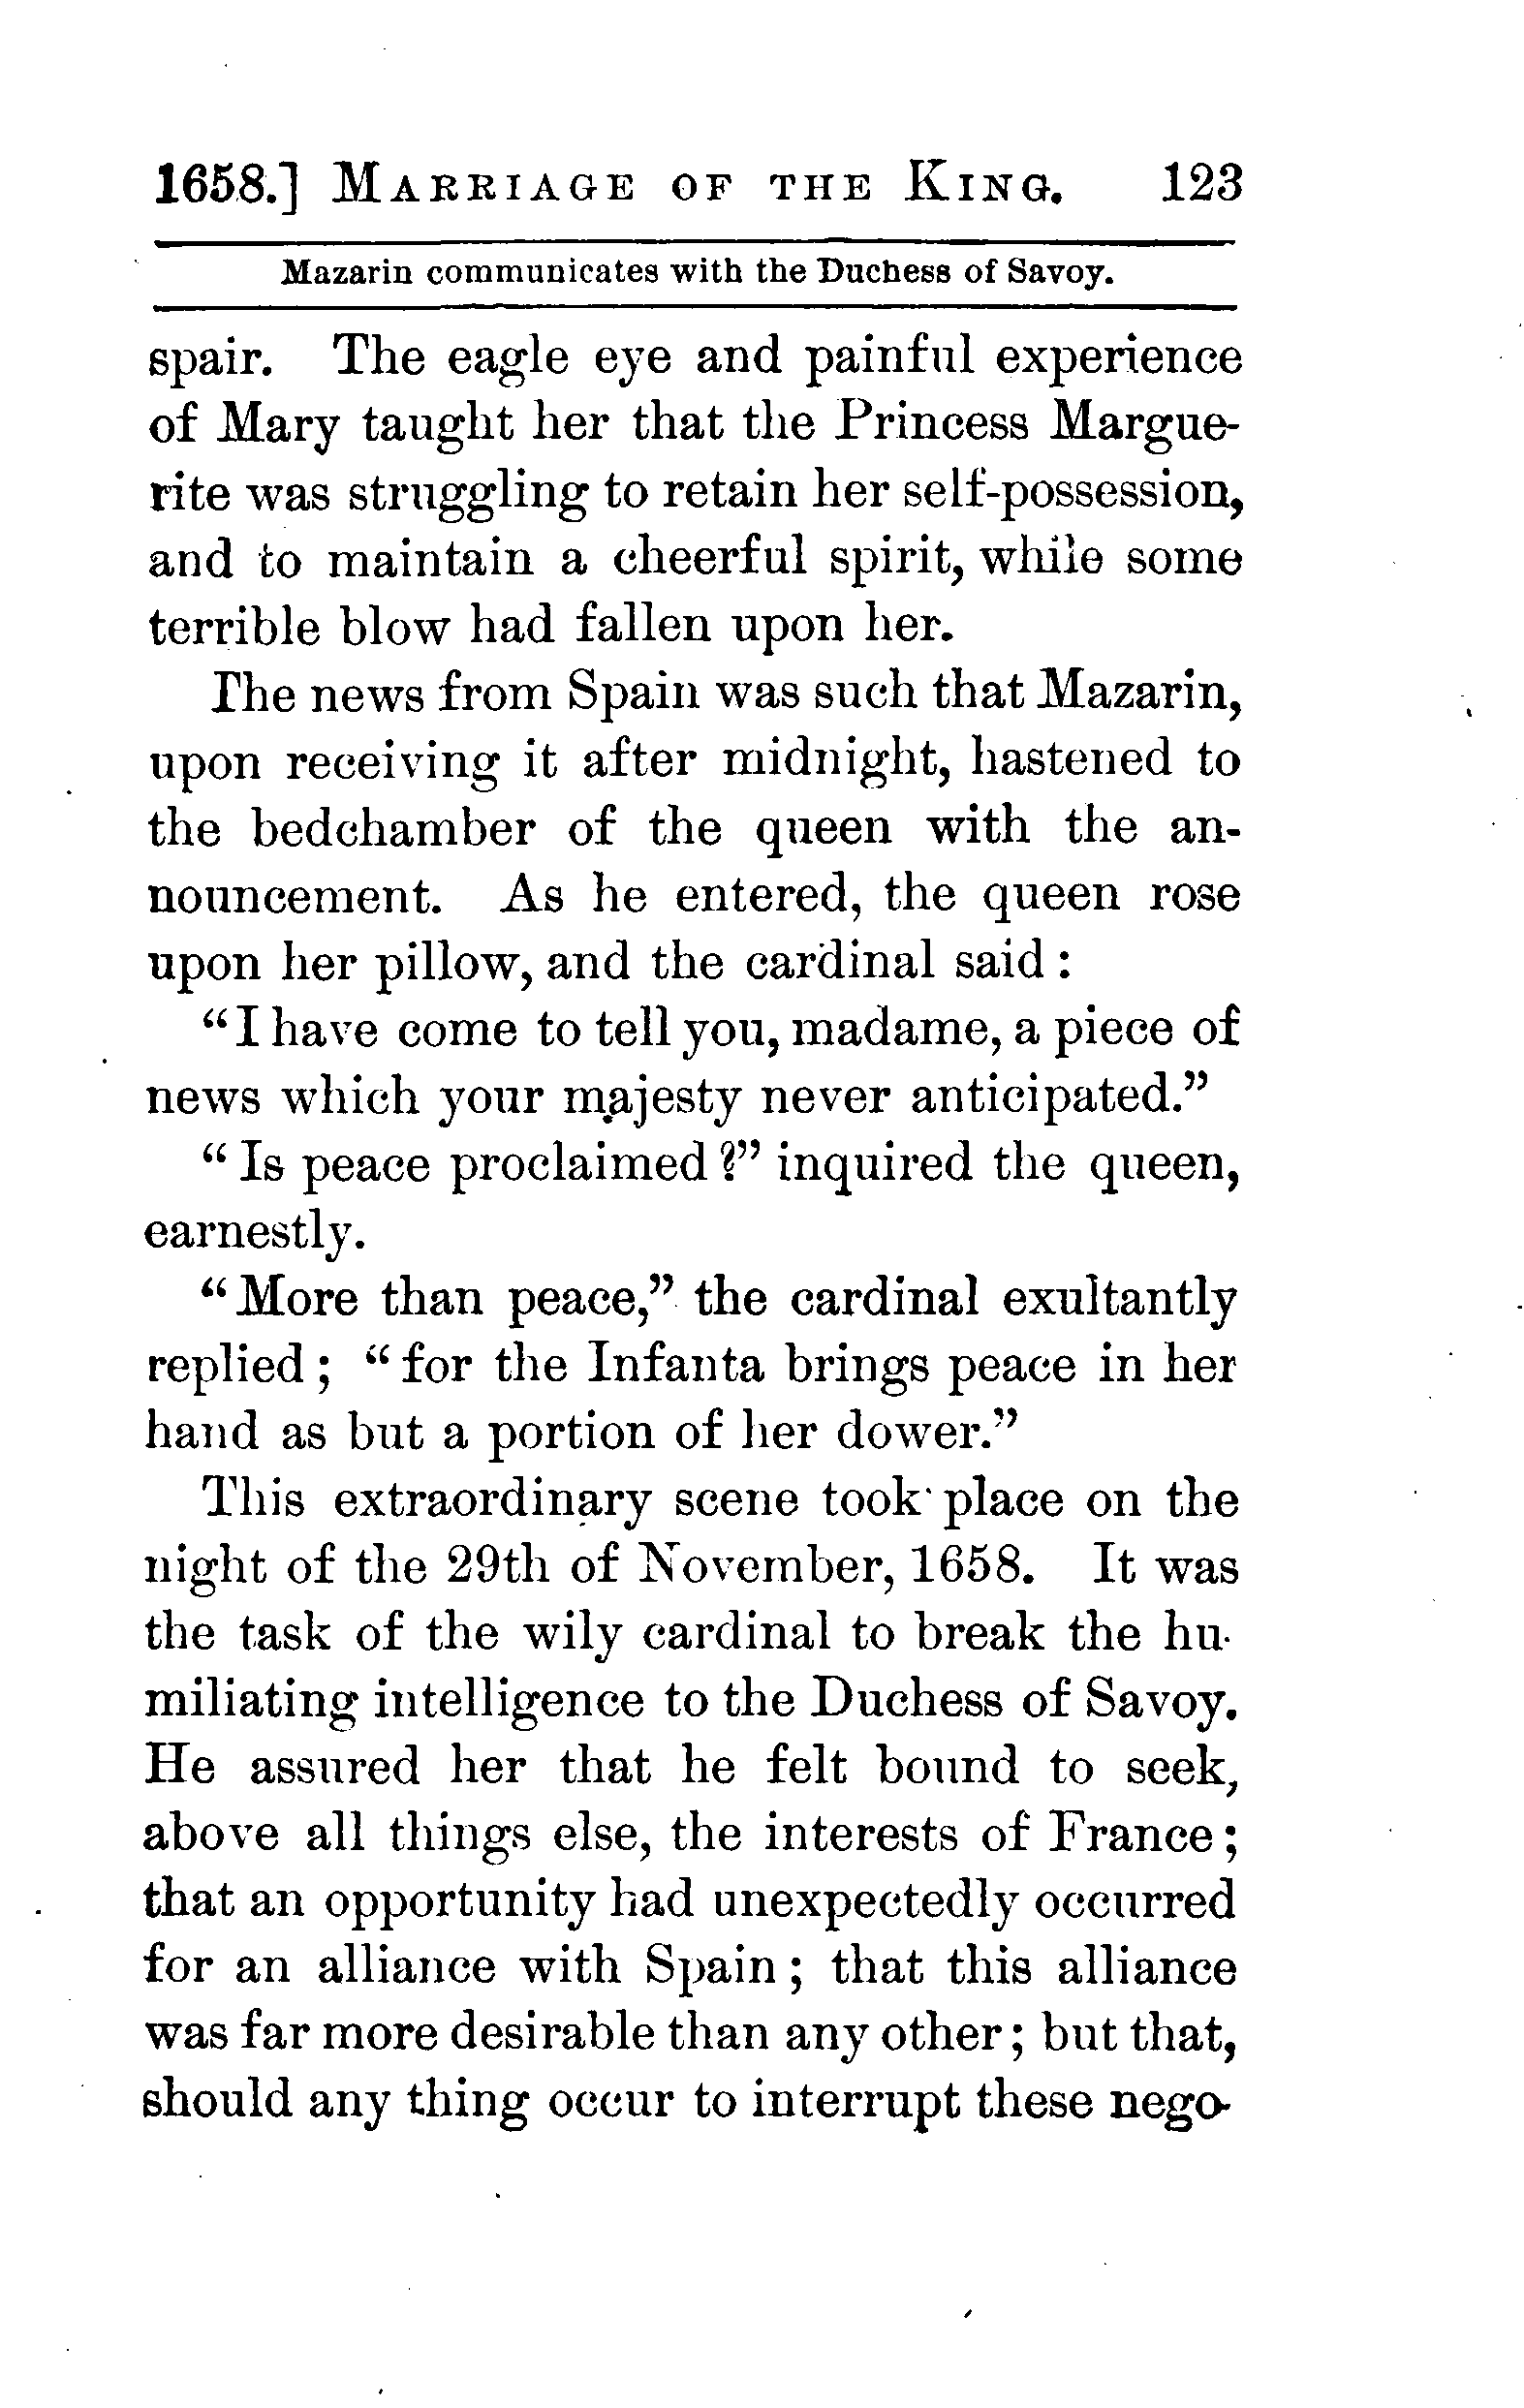 1658.] MARRIAGE OF THE KING. 123
Mazarin communicates with the Duchess of Savoy.
spair. The eagle eye and painful experience
of Mary taught her that the Princess Margue-
rite was struggling to retain her self-possession,
and to maintain a cheerful spirit, while some
terrible blow had fallen upon her.
The news from Spain was such that Mazarin,
upon receiving it after midnight, hastened to
the bedchamber of the queen with the an-
nouncement. As he entered, the queen rose
upon her pillow, and the cardinal said:
"I have come to tell you, madame, a piece of
news which your majesty never anticipated."
"Is peace proclaimed?" inquired the queen,
earnestly.
"More than peace," the cardinal exultantly
replied; "for the Infanta brings peace in her
hand as but a portion of her dower."
This extraordinary scene took place on the
night of the 29th of November, 1658. It was
the task of the wily cardinal to break the hu-
miliating intelligence to the Duchess of Savoy.
He assured her that he felt bound to seek,
above all things else, the interests of France;
that an opportunity had unexpectedly occurred
for an alliance with Spain; that this alliance
was far more desirable than any other; but that,
should any thing occur to interrupt these nego-